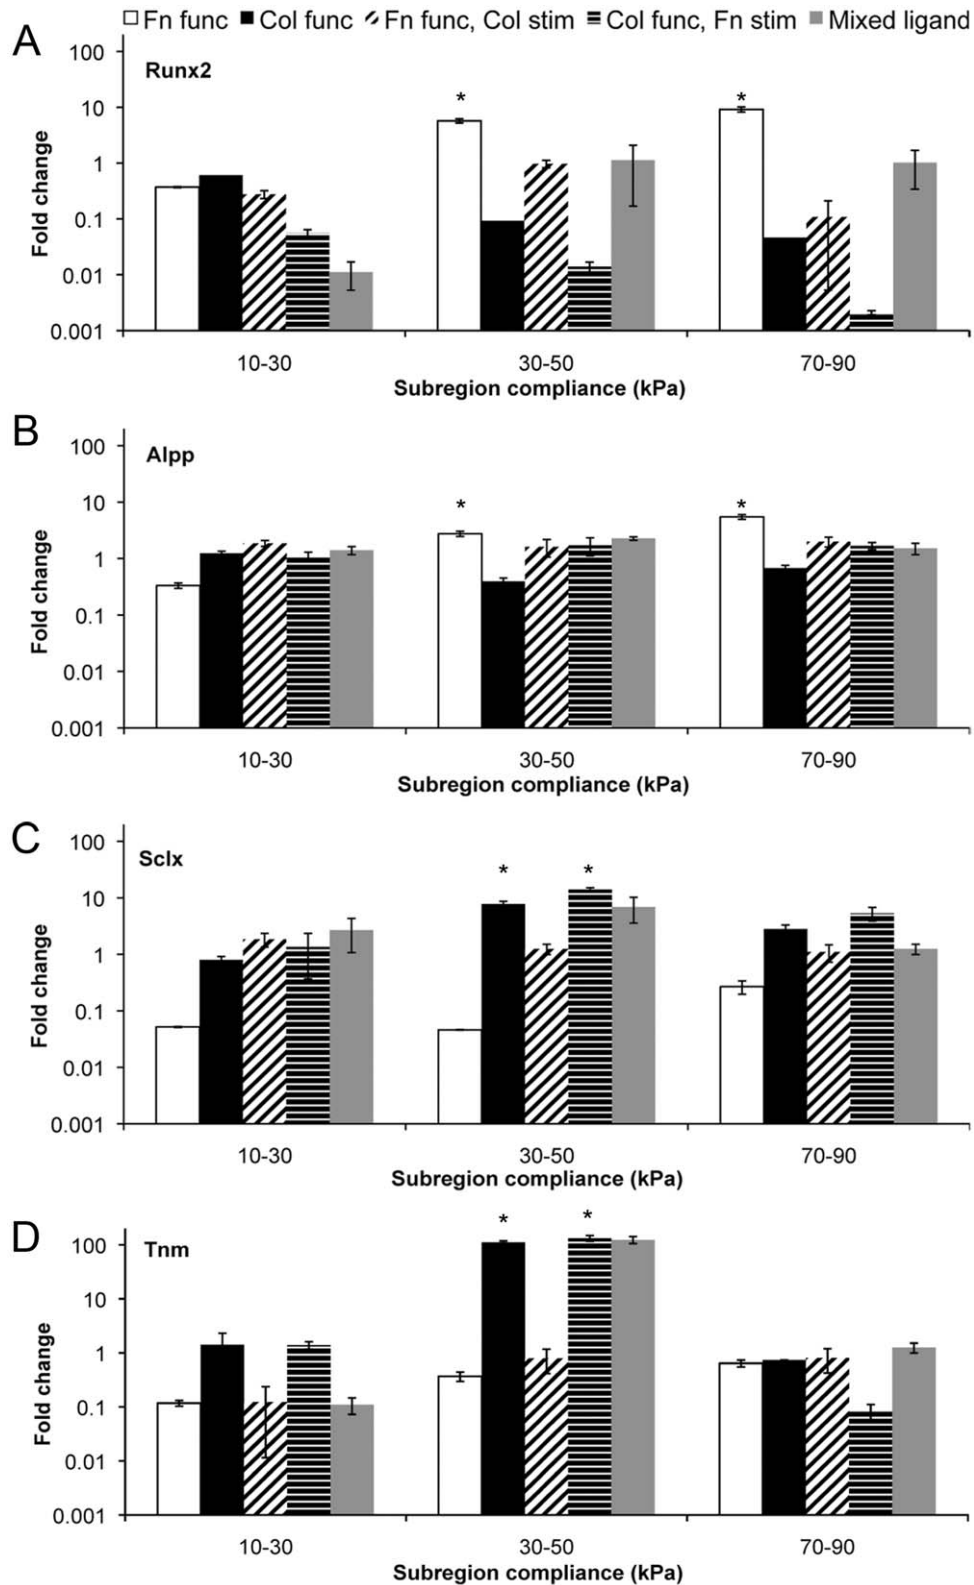 Fn func Col func Fn func, Col stim Col func, Fn stim Mixed ligand
A
Runx2
* *
100
10
1
0.1
0.01
0.001
Fold change
10-30 30-50 70-90
Subregion compliance (kPa)
B
Alpp
* *
100
10
1
0.1
0.01
0.001
Fold change
10-30 30-50 70-90
Subregion compliance (kPa)
C
Sclx
* *
100
10
1
0.1
0.01
0.001
Fold change
10-30 30-50 70-90
Subregion compliance (kPa)
D
Tnm
* *
100
10
1
0.1
0.01
0.001
Fold change
10-30 30-50 70-90
Subregion compliance (kPa)